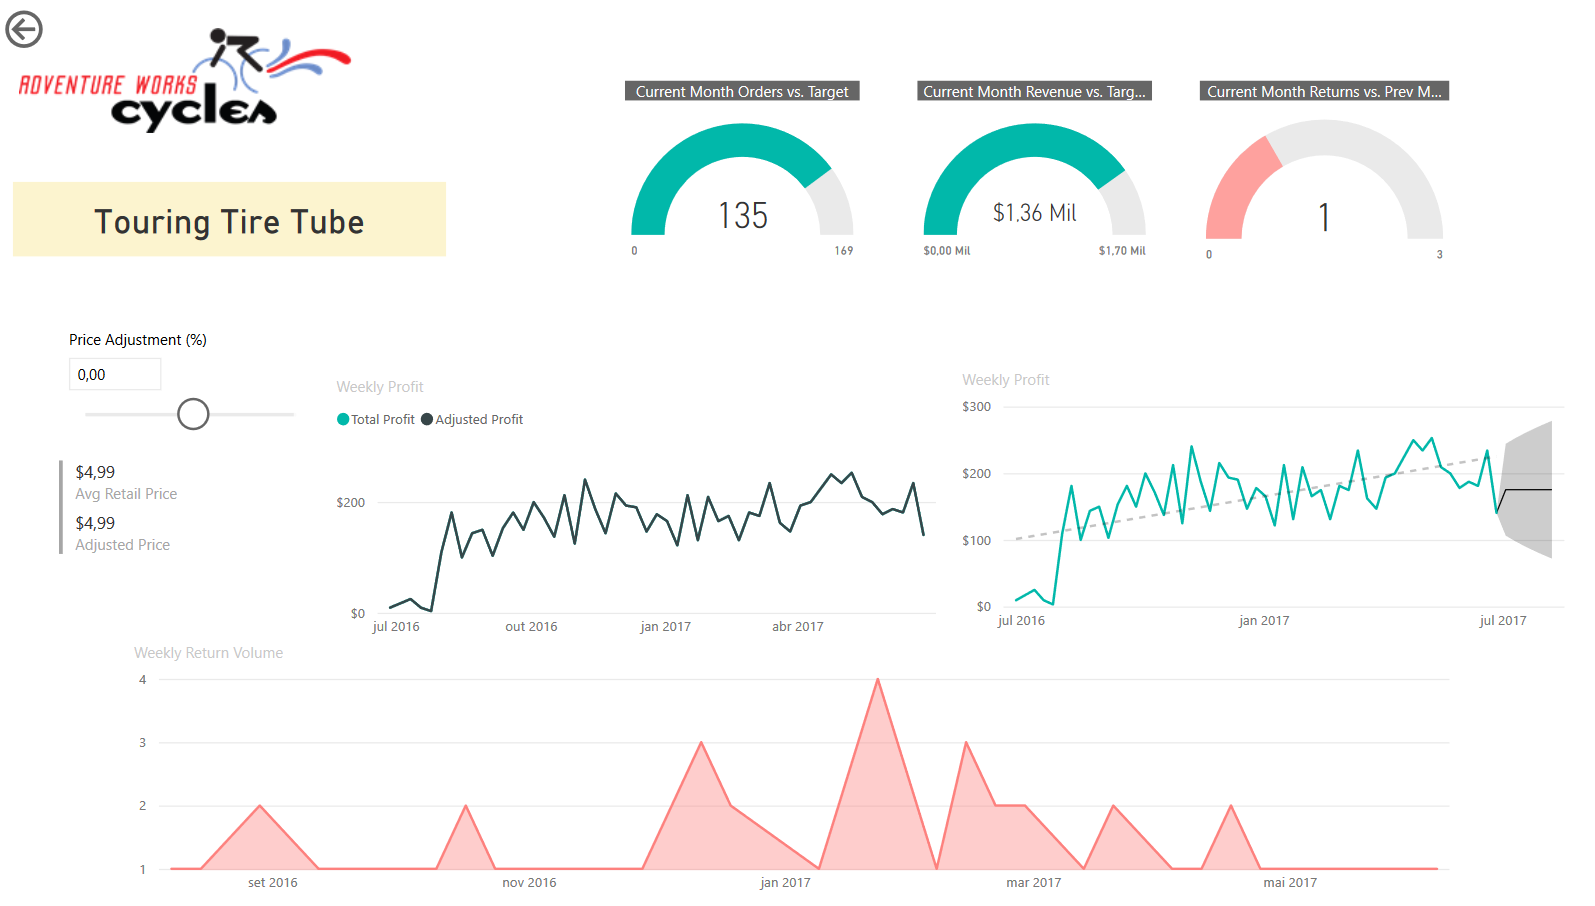 ADVENTURE WORKS
cycles
Touring Tire Tube
Current Month Orders vs. Target
135
0
169
Current Month Revenue vs. Targ...
$1,36 Mil
$0,00 Mil
$1,70 Mil
Current Month Returns vs. Prev M...
1
0
3
Price Adjustment (%)
0,00
$4,99
Avg Retail Price
$4,99
Adjusted Price
Weekly Profit
Total Profit
Adjusted Profit
$200
$0
jul 2016
out 2016
jan 2017
abr 2017
Weekly Profit
$300
$200
$100
$0
jul 2016
jan 2017
jul 2017
Weekly Return Volume
4
3
2
1
set 2016
nov 2016
jan 2017
mar 2017
mai 2017